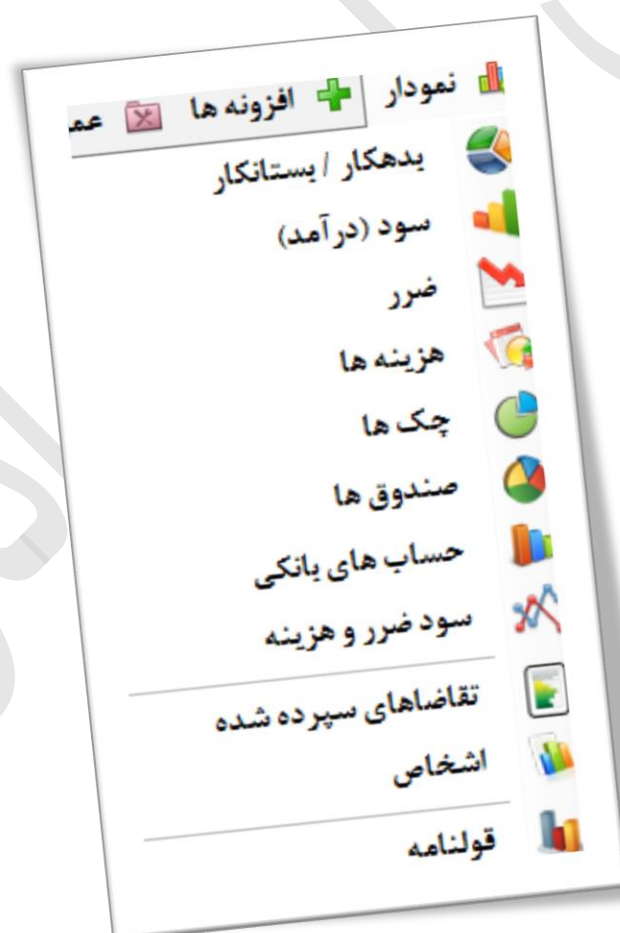 نمودار افزونه ها
بدهکار / بستانکار
سود (درآمد)
ضرر
هزینه ها
چک ها
صندوق ها
حساب های بانکی
سود ضرر و هزینه
تقاضاهای سپرده شده
اشخاص
قولنامه